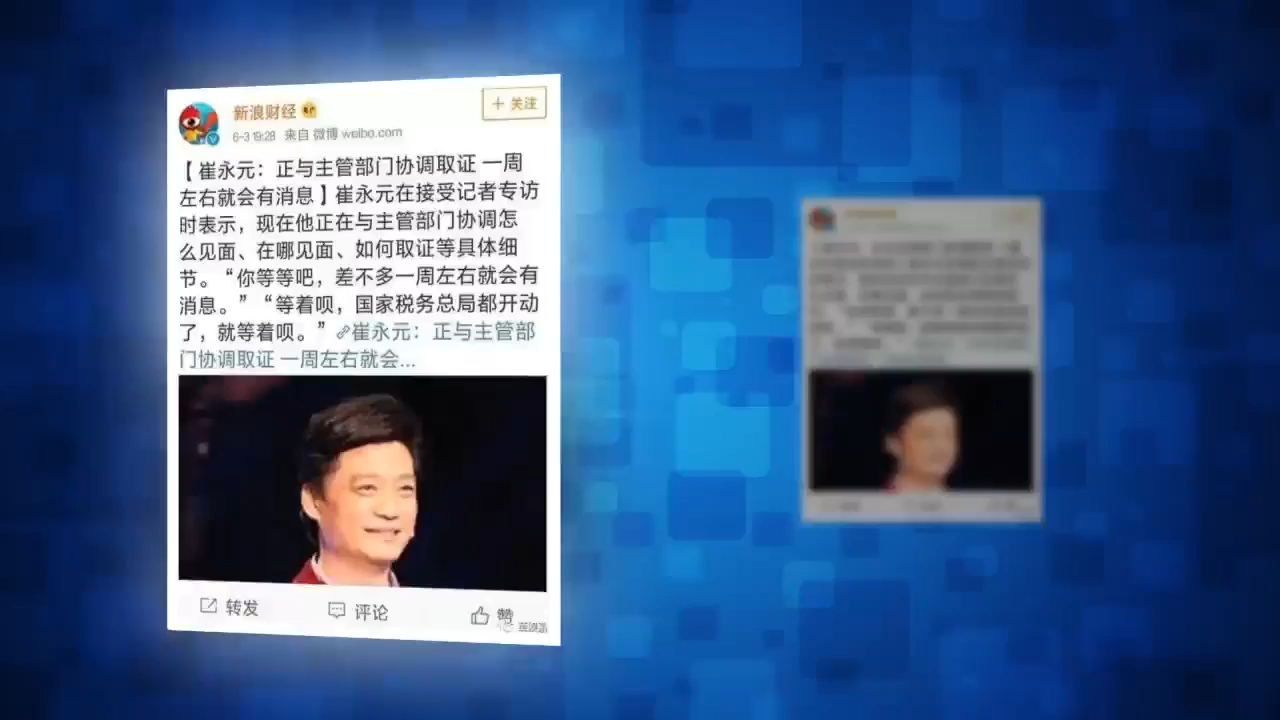 新浪财经
+ 关注
6-3 19:28 来自 微博 weibo.com
【 崔永元：正与主管部门协调取证 一周
左右就会有消息 】崔永元在接受记者专访
时表示，现在他正在与主管部门协调怎
么见面、在哪见面、如何取证等具体细
节。“你等等吧，差不多一周左右就会有
消息。”“等着呗，国家税务总局都开动
了，就等着呗。”崔永元：正与主管部
门协调取证 一周左右就会...
转发
评论
赞